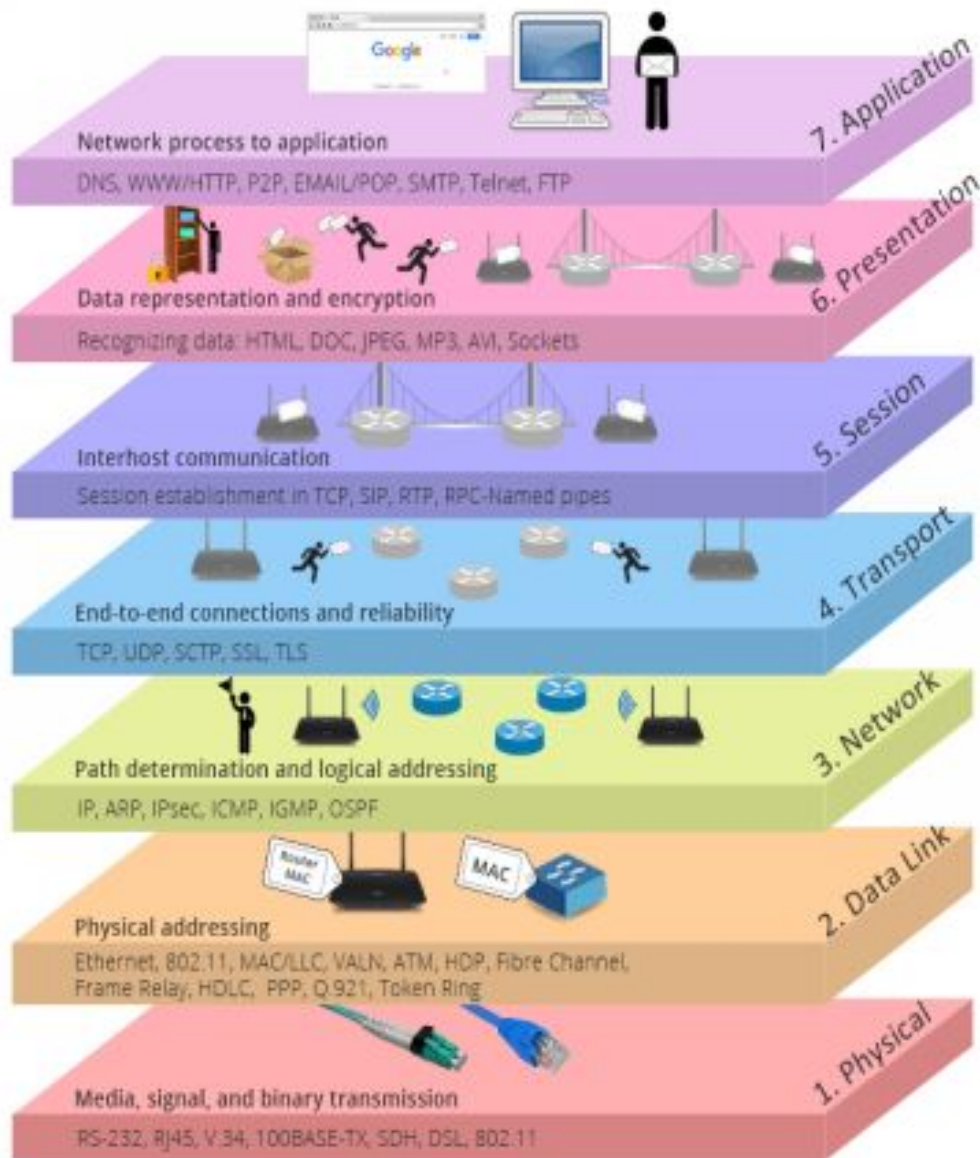 Google
7. Application
Network process to application
DNS, WWW/HTTP, P2P, EMAIL/POP, SMTP, Telnet, FTP
6. Presentation
Data representation and encryption
Recognizing data: HTML, DOC, JPEG, MP3, AVI, Sockets
5. Session
Interhost communication
Session establishment in TCP, SIP, RTP, RPC-Named pipes
4. Transport
End-to-end connections and reliability
TCP, UDP, SCTP, SSL, TLS
3. Network
Path determination and logical addressing
IP, ARP, IPsec, ICMP, IGMP, OSPF
2. Data Link
Router
MAC
MAC
Physical addressing
Ethernet, 802.11, MAC/LLC, VALN, ATM, HDP, Fibre Channel,
Frame Relay, HDLC, PPP, Q.921, Token Ring
1. Physical
Media, signal, and binary transmission
RS-232, RJ45, V.34, 100BASE-TX, SDH, DSL, 802.11